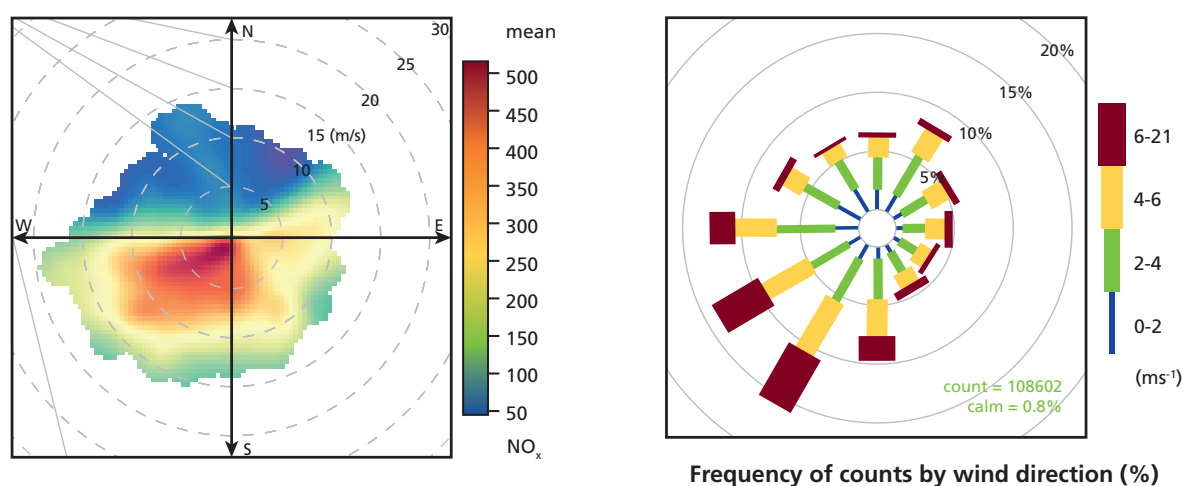 mean
N
30
25
20
15 (m/s)
10
5
W
E
S
500
450
400
350
300
250
200
150
100
50
NOx
20%
15%
10%
5%
count = 108602
calm = 0.8%
6-21
4-6
2-4
0-2
(ms-1)
Frequency of counts by wind direction (%)